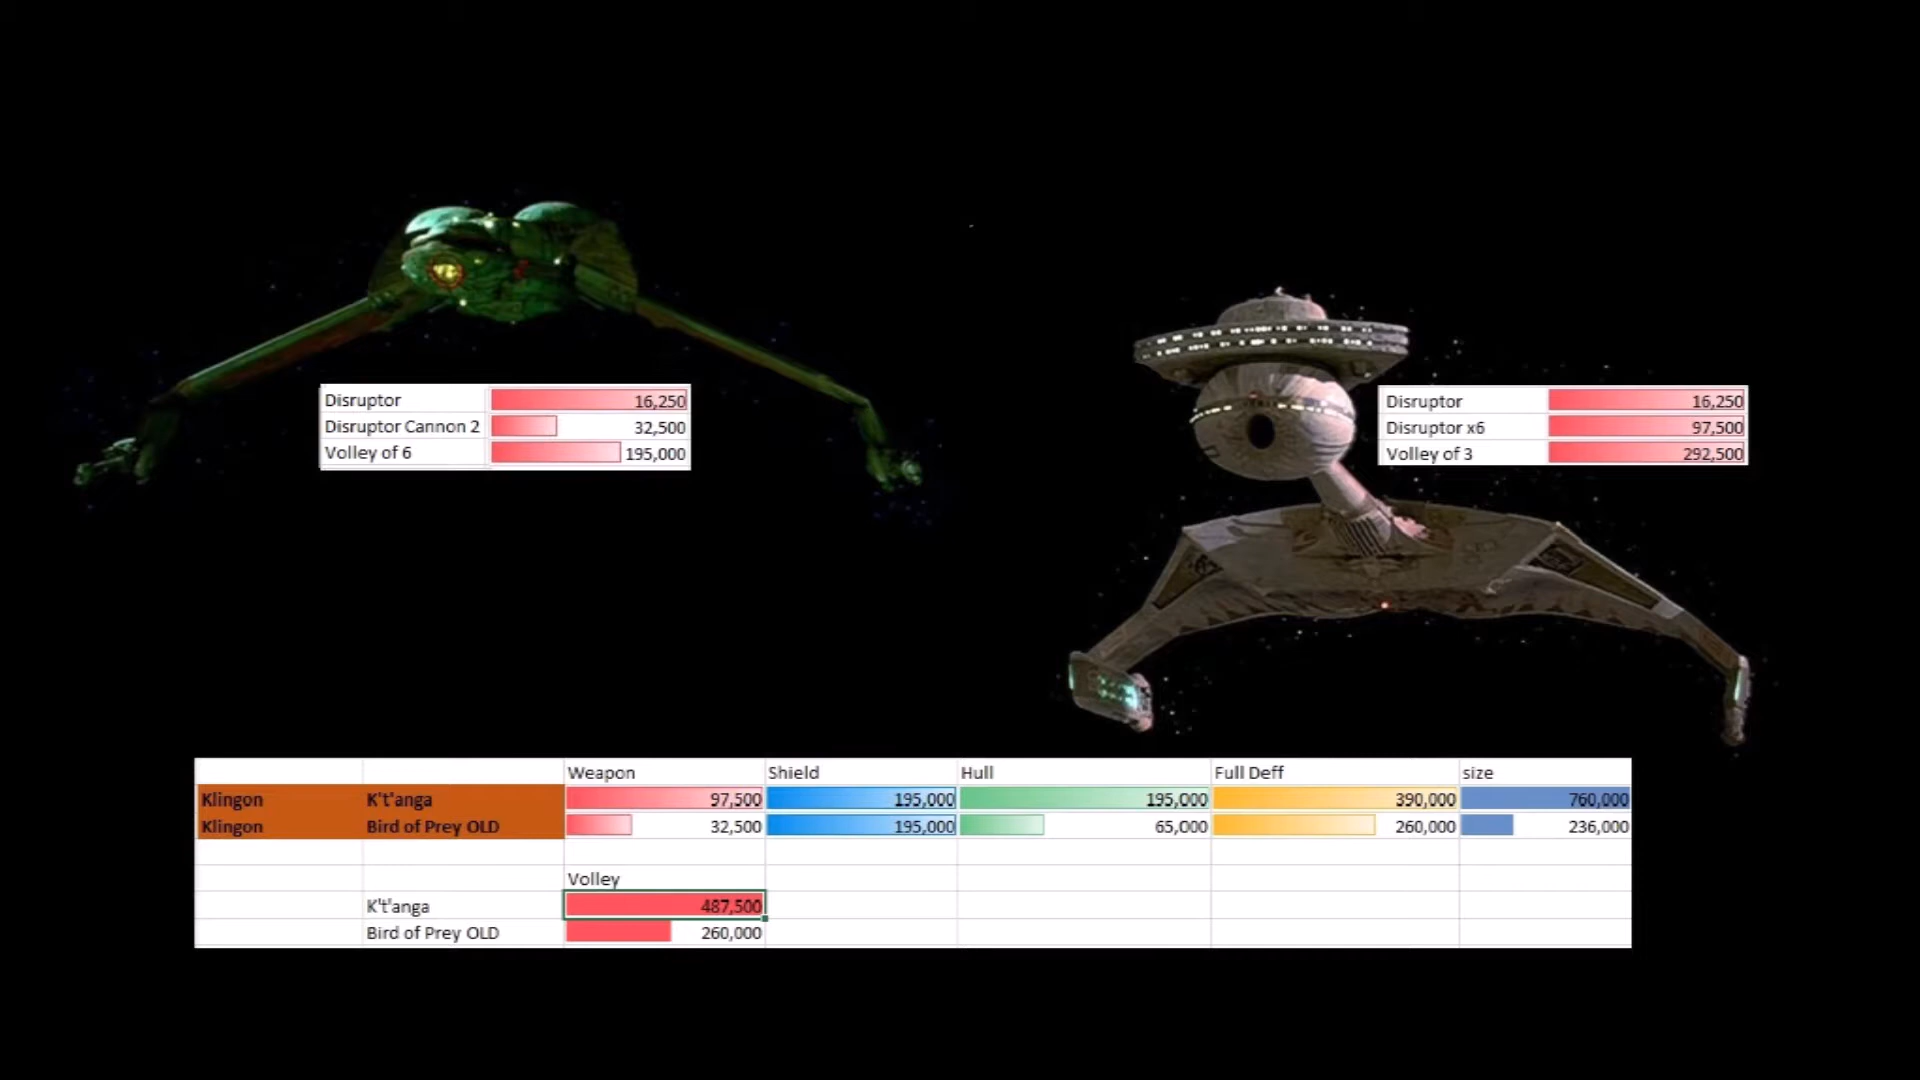 Disruptor 16,250
Disruptor Cannon 2 32,500
Volley of 6 195,000
Disruptor 16,250
Disruptor x6 97,500
Volley of 3 292,500
Weapon Shield Hull Full Deff size
Klingon K't'anga 97,500 195,000 195,000 390,000 760,000
Klingon Bird of Prey OLD 32,500 195,000 65,000 260,000 236,000
Volley
K't'anga 487,500
Bird of Prey OLD 260,000